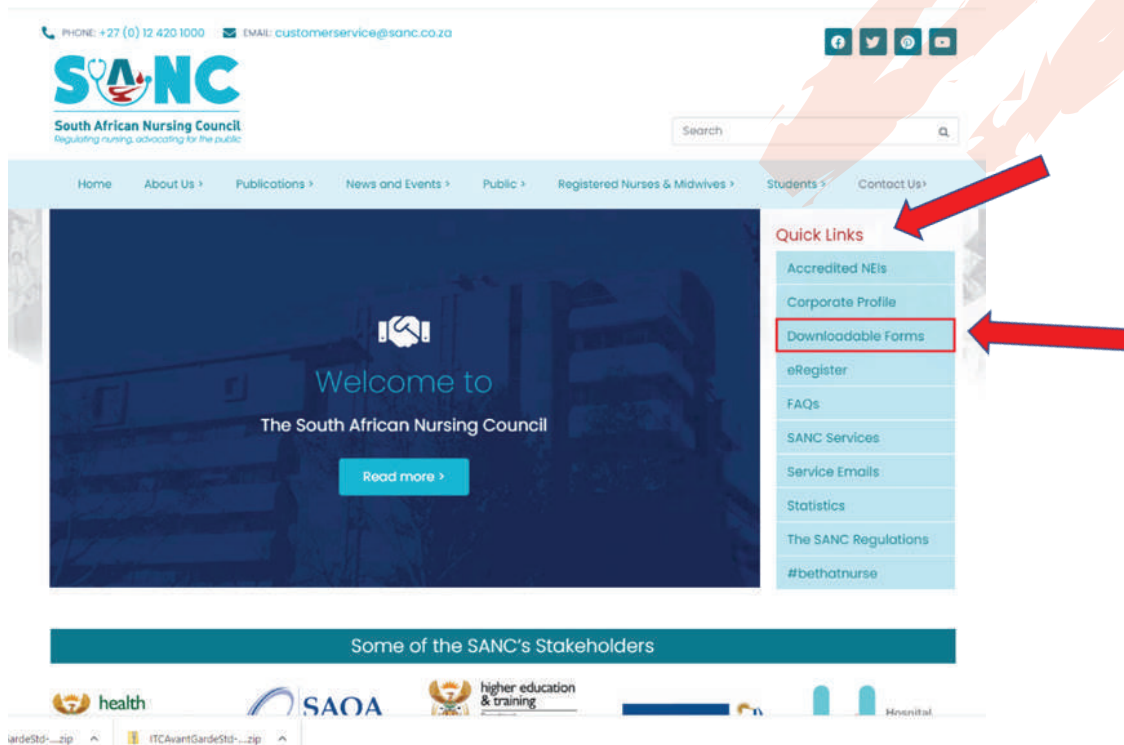 PHONE: +27 (0) 12 420 1000 EMAIL: customerservice@sanc.co.za
SANC
South African Nursing Council
Regulating nursing, advocating for the public
Search
Home About Us > Publications > News and Events > Public > Registered Nurses & Midwives > Students > Contact Us>
Quick Links
Accredited NEIs
Corporate Profile
Downloadable Forms
eRegister
FAQs
SANC Services
Service Emails
Statistics
The SANC Regulations
#bethatnurse
Welcome to
The South African Nursing Council
Read more >
Some of the SANC's Stakeholders
health
SAQA
higher education
& training
Hospital
ardeStd-....zip ITCAvantGardeStd-....zip